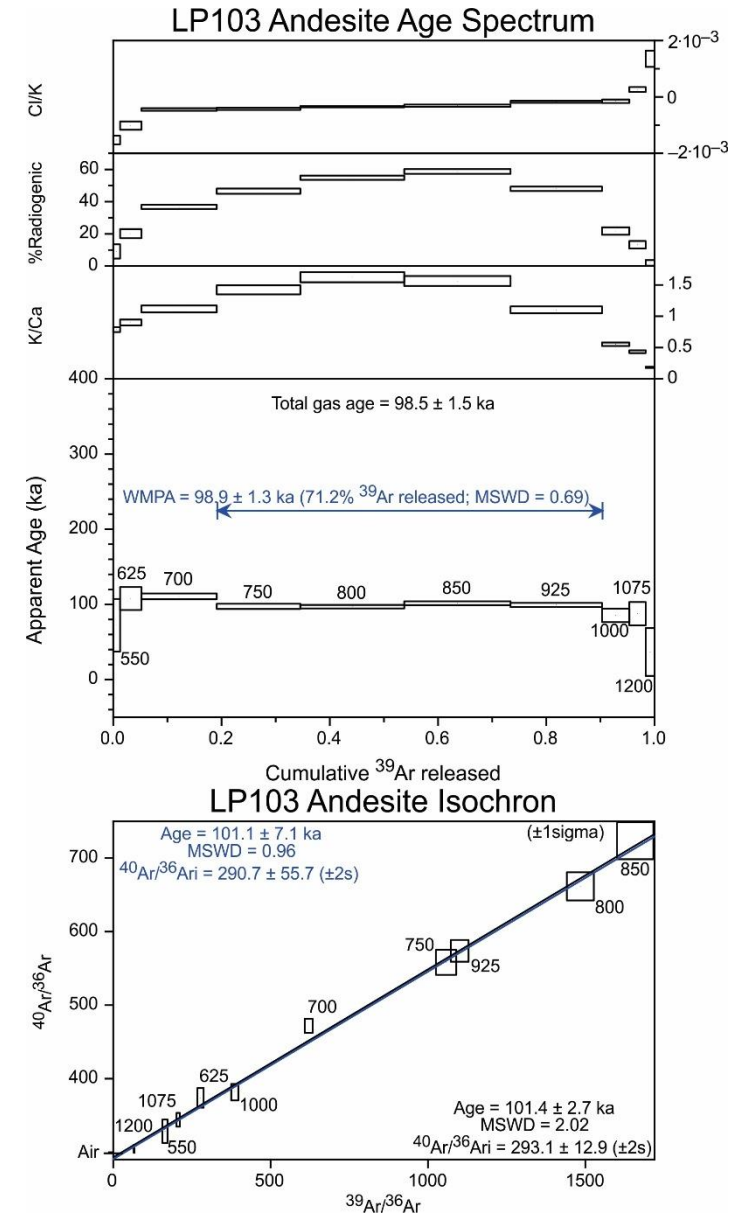 LP103 Andesite Age Spectrum
Cl/K
2·10–3
0
–2·10–3
%Radiogenic
60
40
20
0
K/Ca
1.5
1
0.5
0
Apparent Age (ka)
400
300
200
100
0
Total gas age = 98.5 ± 1.5 ka
WMPA = 98.9 ± 1.3 ka (71.2% 39Ar released; MSWD = 0.69)
625
700
750
800
850
925
1075
1000
550
1200
0.0
0.2
0.4
0.6
0.8
1.0
Cumulative 39Ar released
LP103 Andesite Isochron
Age = 101.1 ± 7.1 ka
MSWD = 0.96
40Ar/36Ari = 290.7 ± 55.7 (±2s)
(±1sigma)
40Ar/36Ar
700
600
500
400
Air
850
800
750
925
700
625
1075
1000
1200
550
Age = 101.4 ± 2.7 ka
MSWD = 2.02
40Ar/36Ari = 293.1 ± 12.9 (±2s)
0
500
1000
1500
39Ar/36Ar